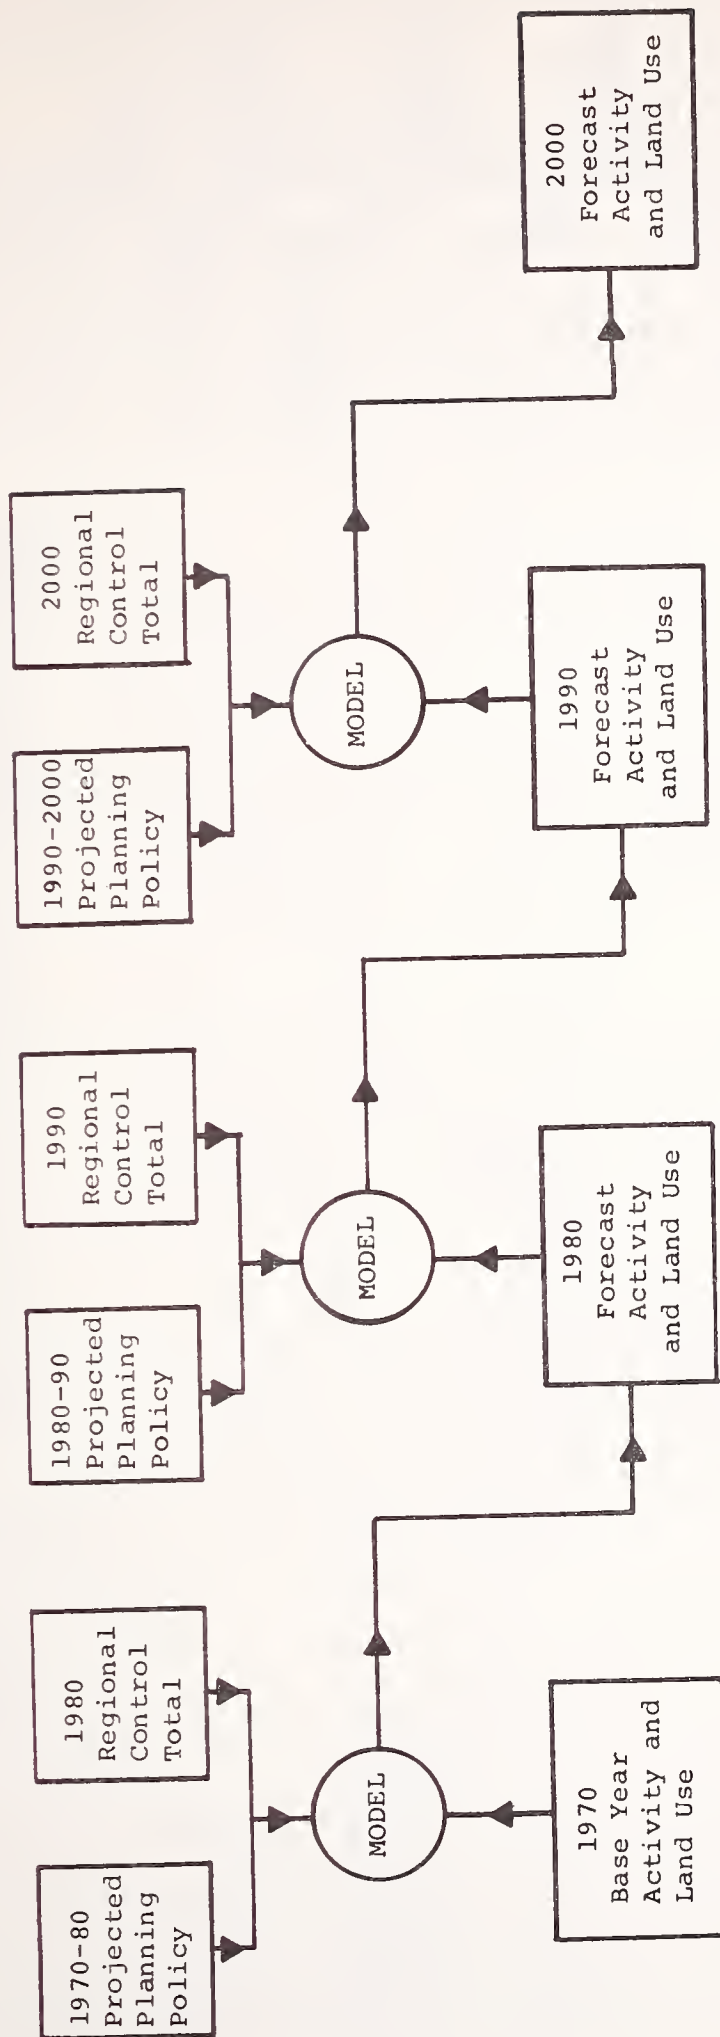 1970-80
Projected
Planning
Policy
1980
Regional
Control
Total
1980-90
Projected
Planning
Policy
1990
Regional
Control
Total
1990-2000
Projected
Planning
Policy
2000
Regional
Control
Total
MODEL
MODEL
MODEL
1970
Base Year
Activity and
Land Use
1980
Forecast
Activity
and Land Use
1990
Forecast
Activity
and Land Use
2000
Forecast
Activity
and Land Use